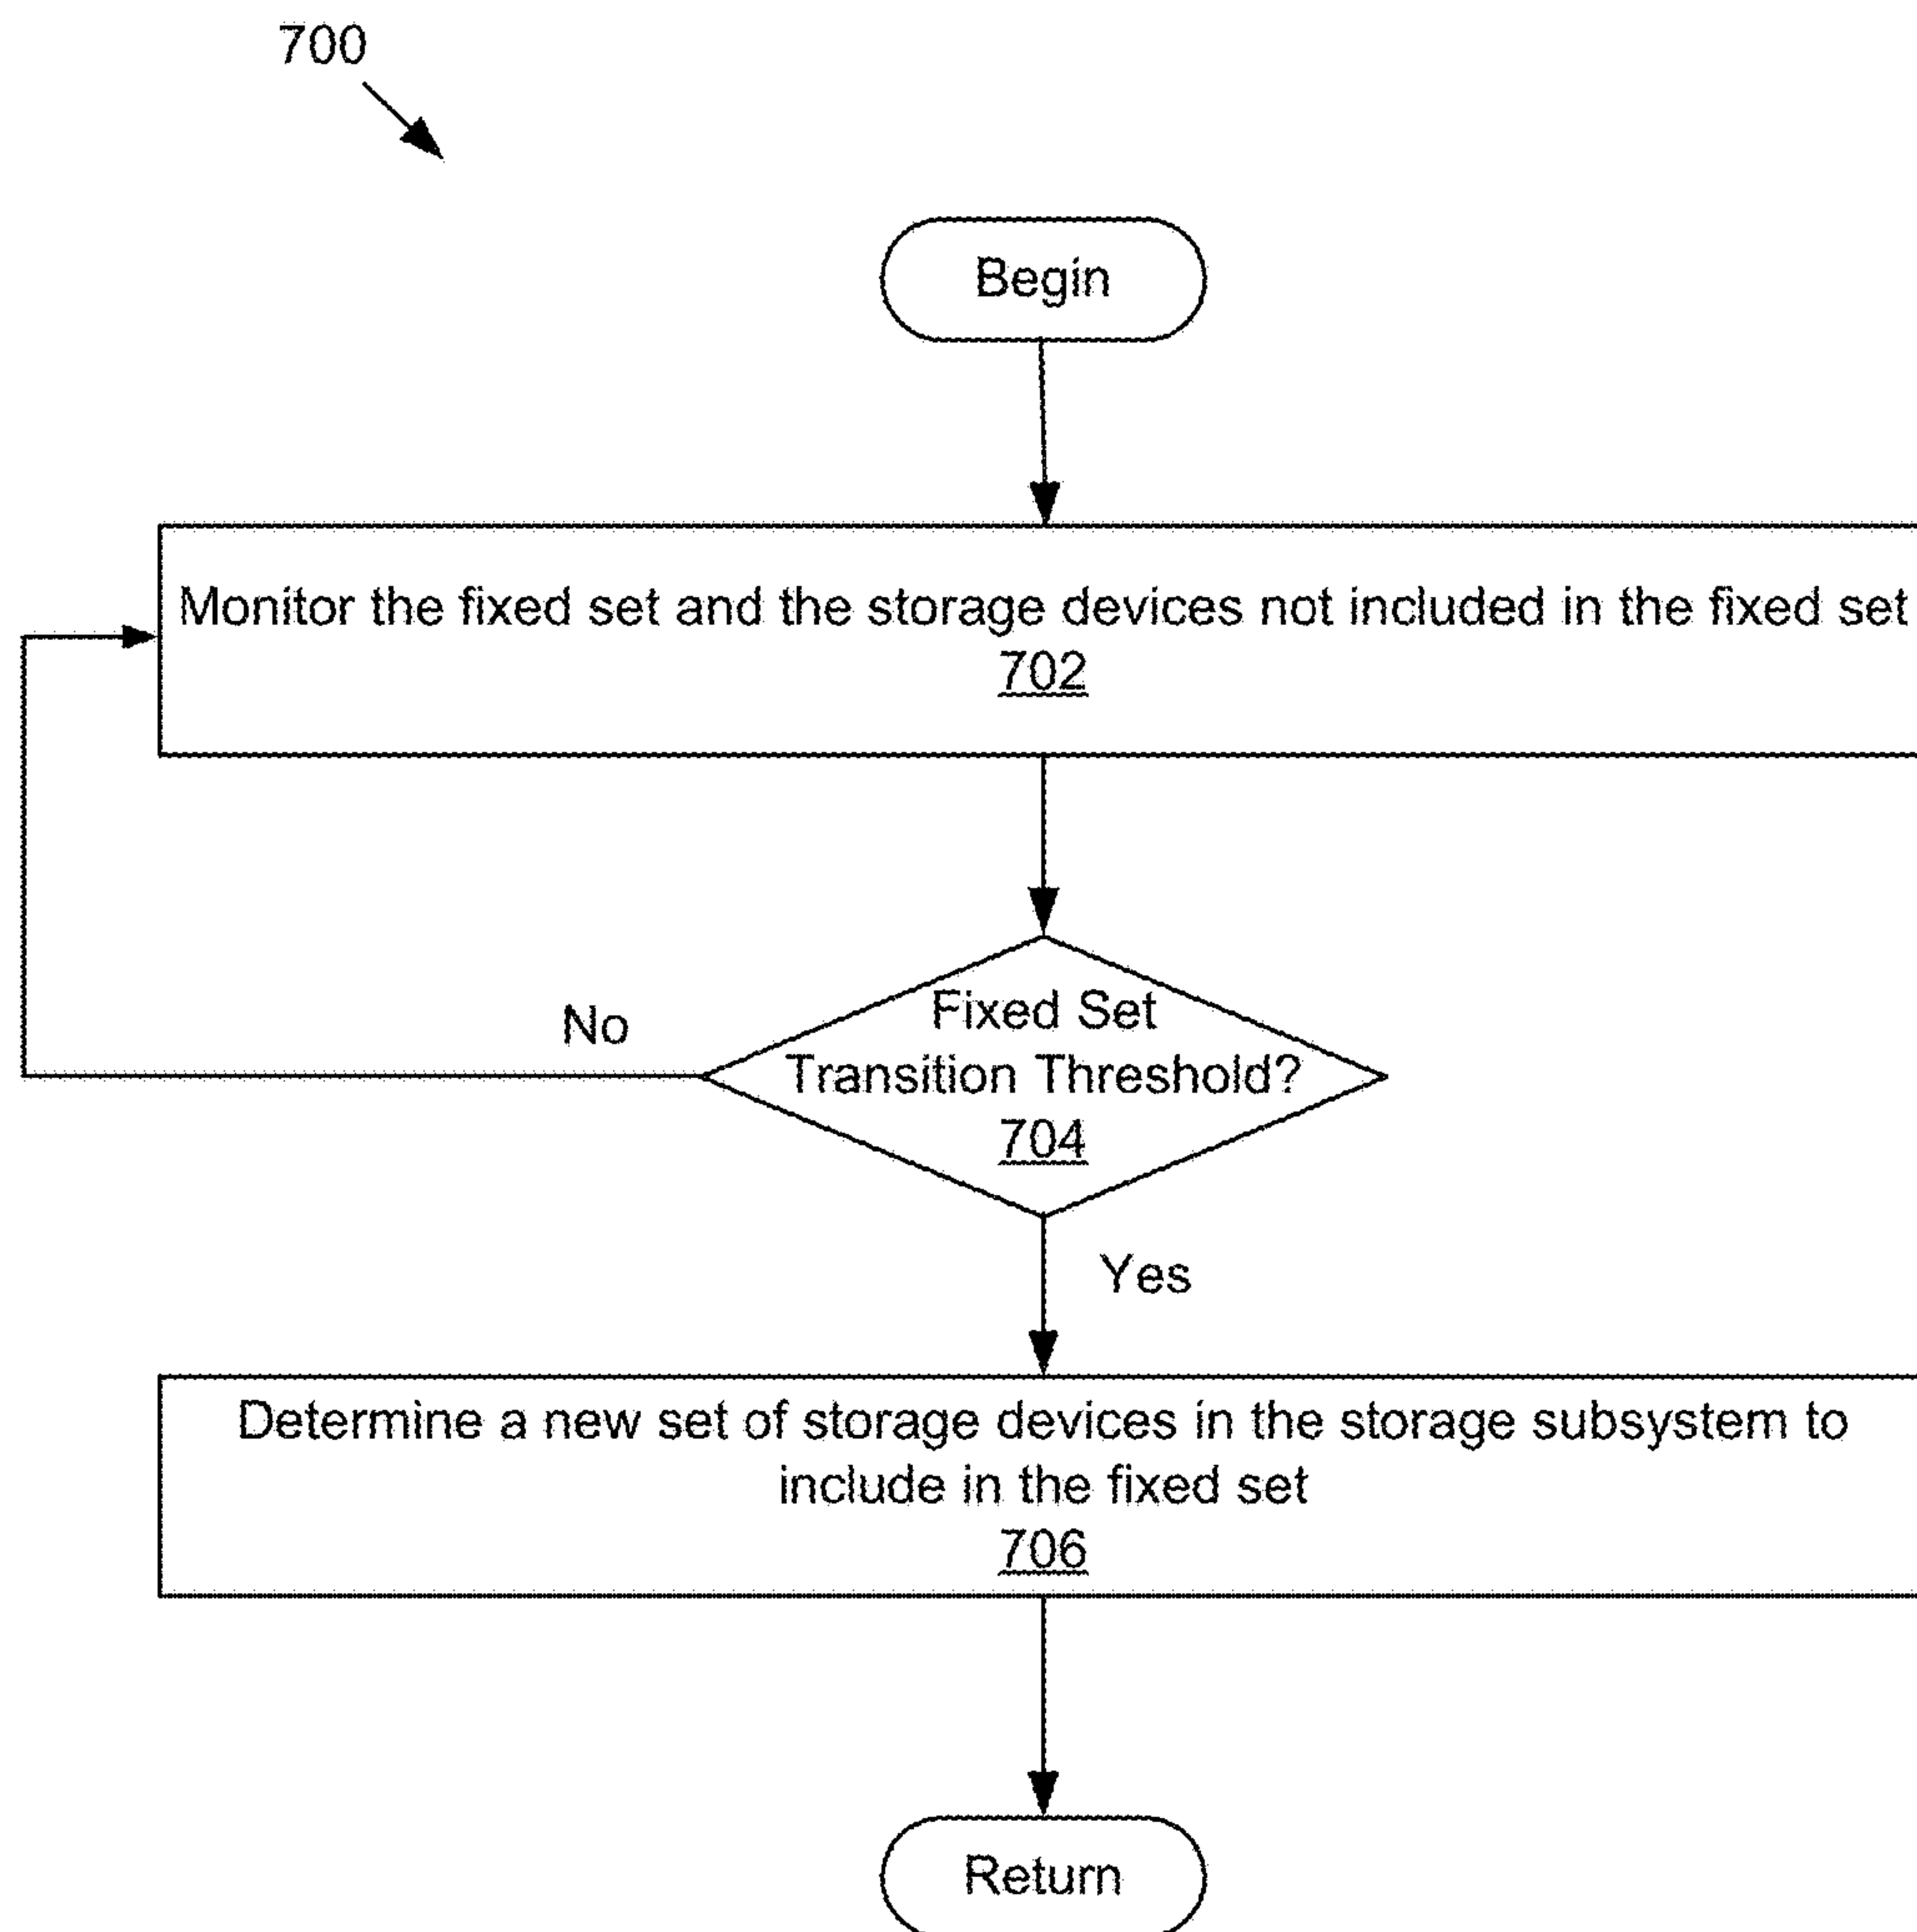 700
Begin
Monitor the fixed set and the storage devices not included in the fixed set
702
Fixed Set
Transition Threshold?
704
No
Yes
Determine a new set of storage devices in the storage subsystem to
include in the fixed set
706
Return